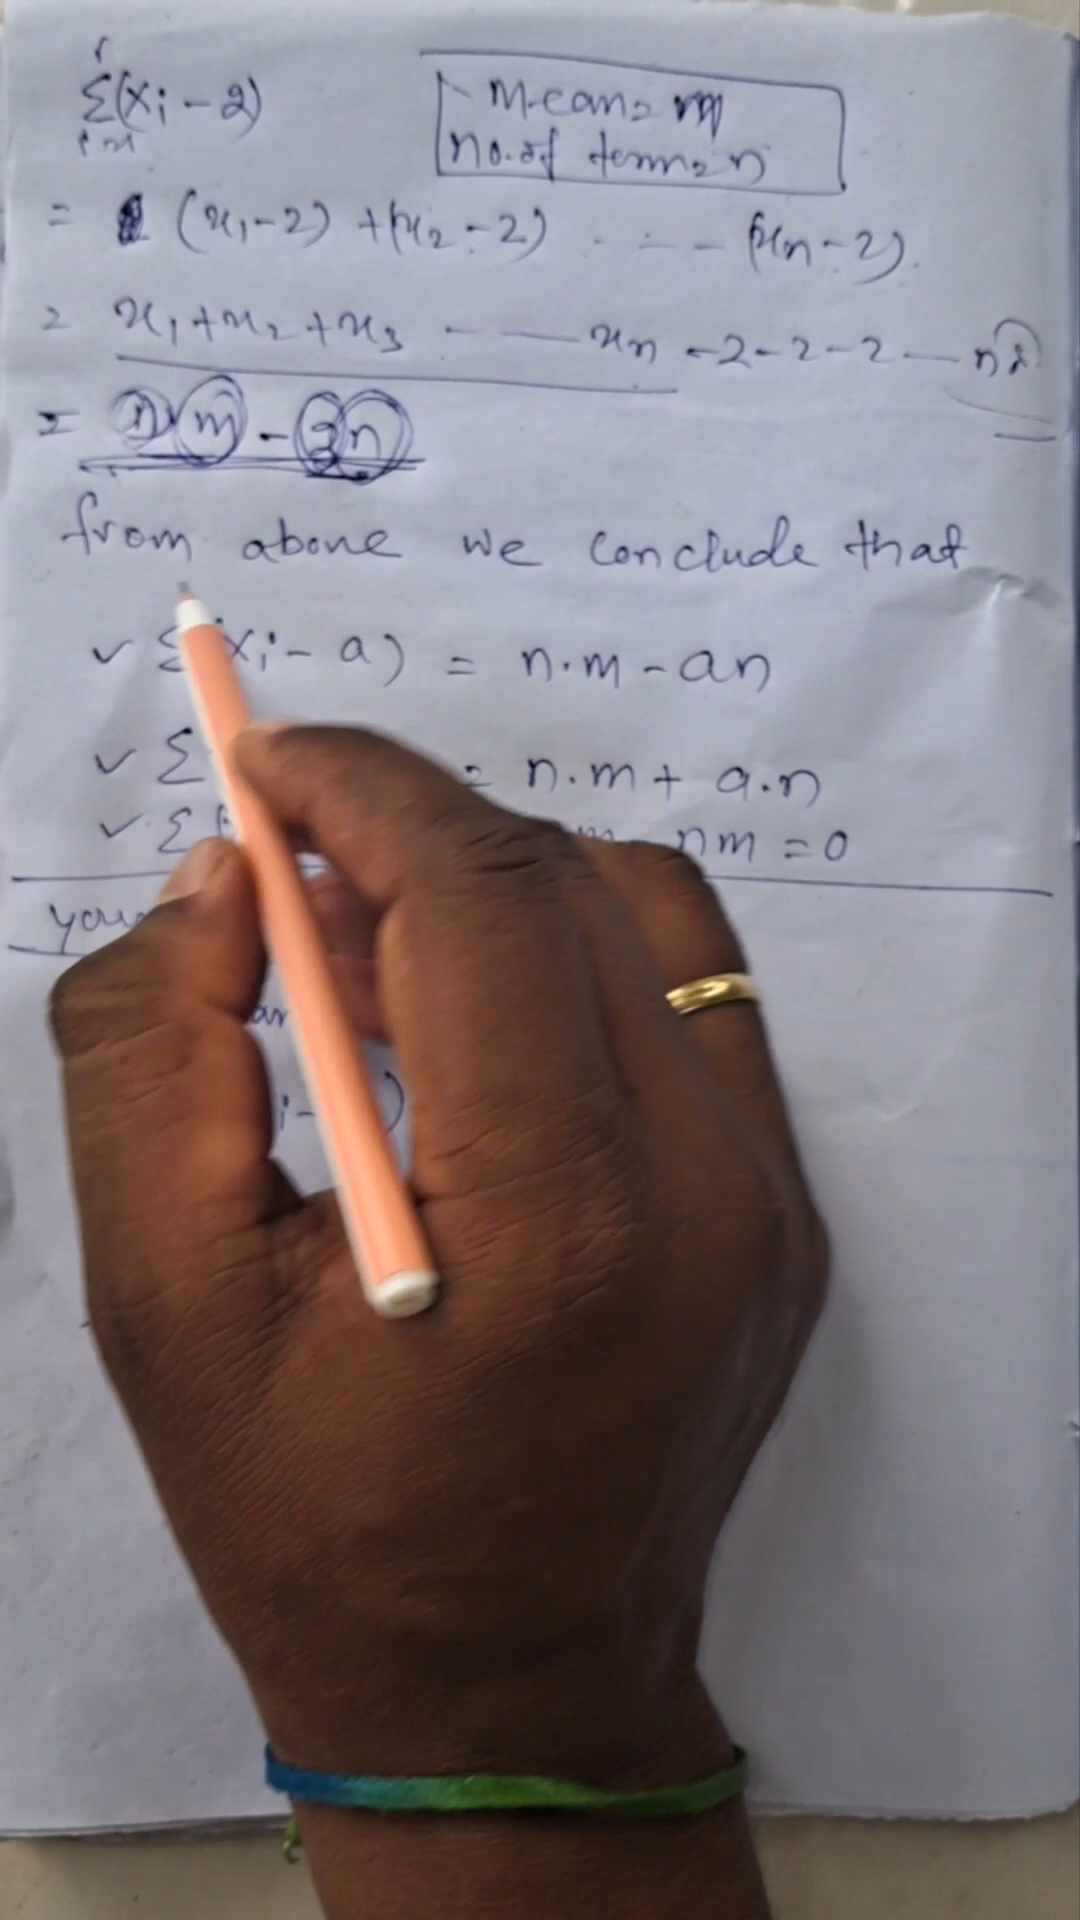 Σ(xi - 2)
Mean = m
no. of term = n
= (x1-2) + (x2-2) . . - - (xn-2).
= x1+x2+x3 - — xn -2-2-2 — n2
= n m - 2n
from above we conclude that
✓ Σ(xi - a) = n.m - an
✓ Σ = n.m + a.n
✓ Σ nm = 0